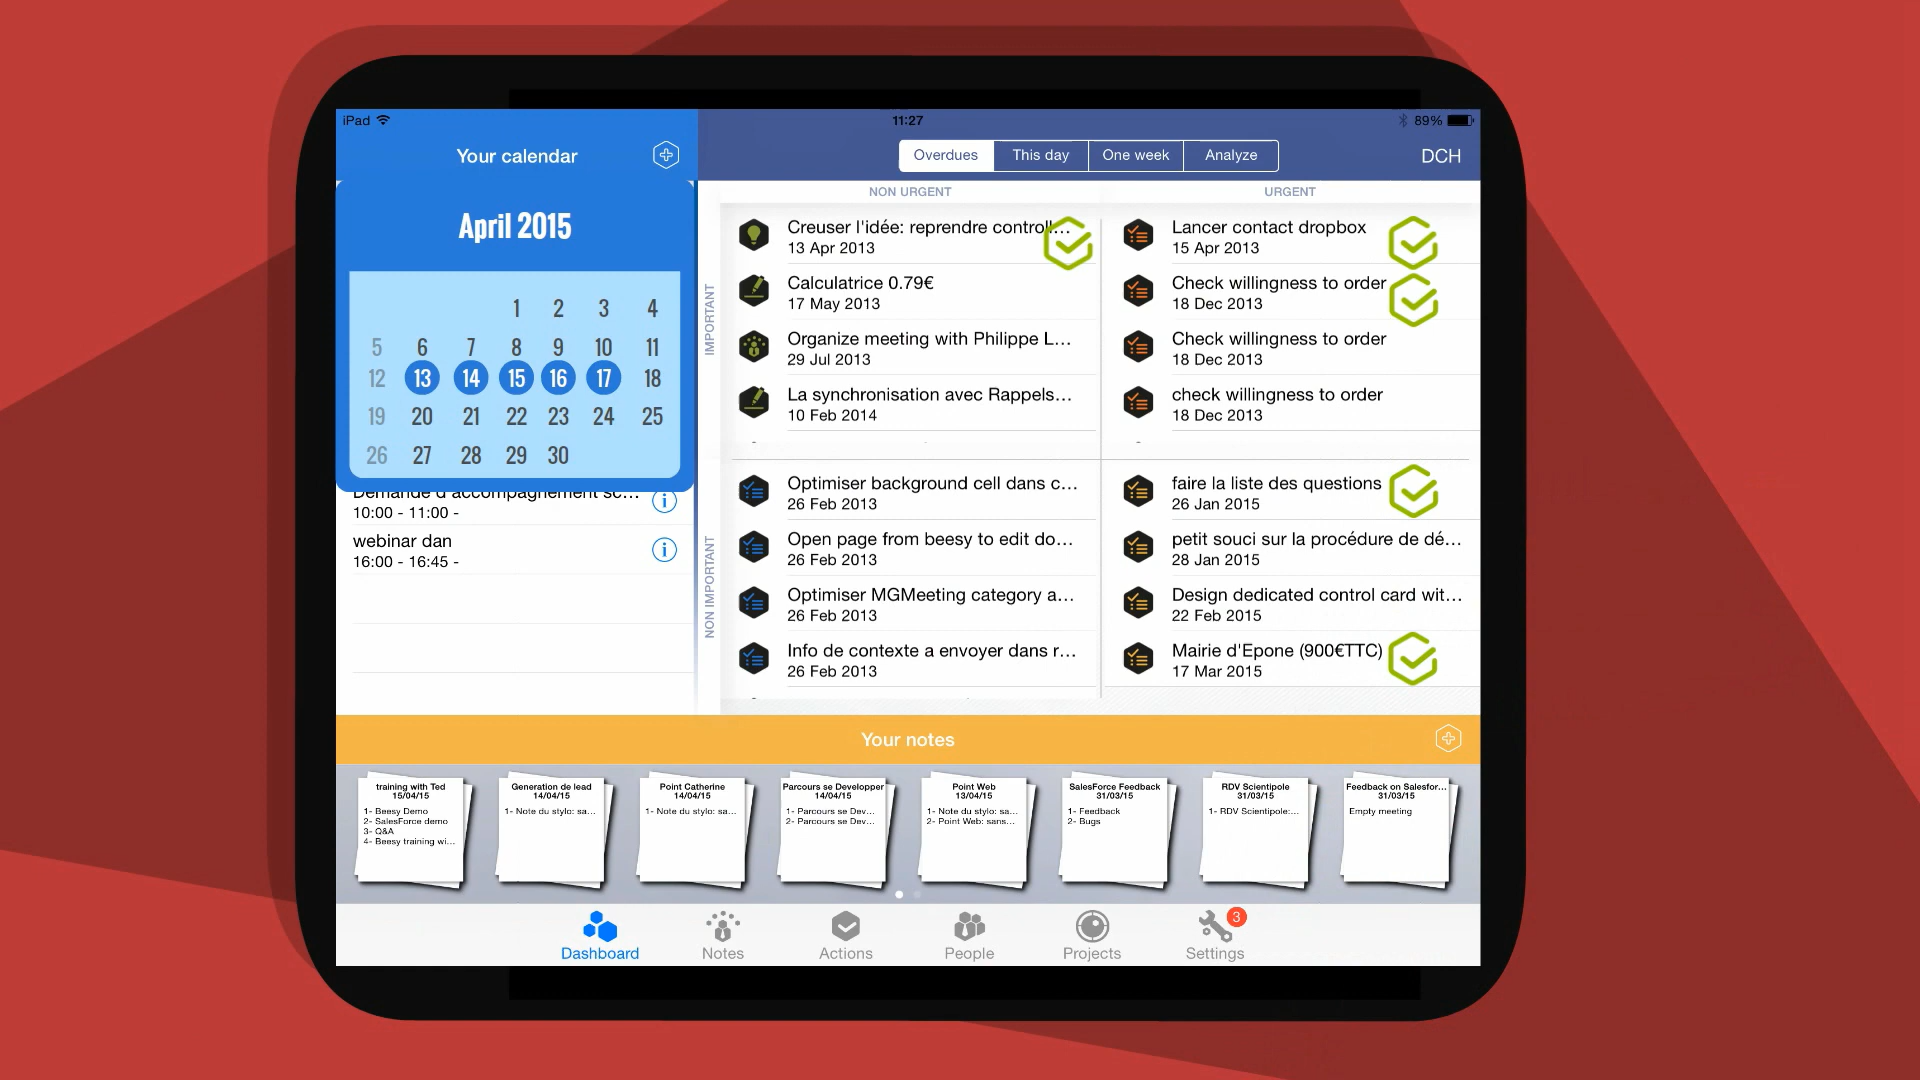 iPad
11:27
89%
Your calendar
Overdues
This day
One week
Analyze
DCH
April 2015
1 2 3 4
5 6 7 8 9 10 11
12 13 14 15 16 17 18
19 20 21 22 23 24 25
26 27 28 29 30
Demande d'accompagnement sc...
10:00 - 11:00 -
webinar dan
16:00 - 16:45 -
NON URGENT
URGENT
IMPORTANT
Creuser l'idée: reprendre controll...
13 Apr 2013
Calculatrice 0.79€
17 May 2013
Organize meeting with Philippe L...
29 Jul 2013
La synchronisation avec Rappels...
10 Feb 2014
Lancer contact dropbox
15 Apr 2013
Check willingness to order
18 Dec 2013
Check willingness to order
18 Dec 2013
check willingness to order
18 Dec 2013
NON IMPORTANT
Optimiser background cell dans c...
26 Feb 2013
Open page from beesy to edit do...
26 Feb 2013
Optimiser MGMeeting category a...
26 Feb 2013
Info de contexte a envoyer dans r...
26 Feb 2013
faire la liste des questions
26 Jan 2015
petit souci sur la procédure de dé...
28 Jan 2015
Design dedicated control card wit...
22 Feb 2015
Mairie d'Epone (900€TTC)
17 Mar 2015
Your notes
training with Ted
15/04/15
1- Beesy Demo
2- SalesForce demo
3- Q&A
4- Beesy training wi...
Generation de lead
14/04/15
1- Note du stylo: sa...
Point Catherine
14/04/15
1- Note du stylo: sa...
Parcours se Developper
14/04/15
1- Parcours se Dev...
2- Parcours se Dev...
Point Web
13/04/15
1- Note du stylo: sa...
2- Point Web: sans...
SalesForce Feedback
31/03/15
1- Feedback
2- Bugs
RDV Scientipole
31/03/15
1- RDV Scientipole:...
Feedback on Salesfor...
31/03/15
Empty meeting
Dashboard
Notes
Actions
People
Projects
Settings
3